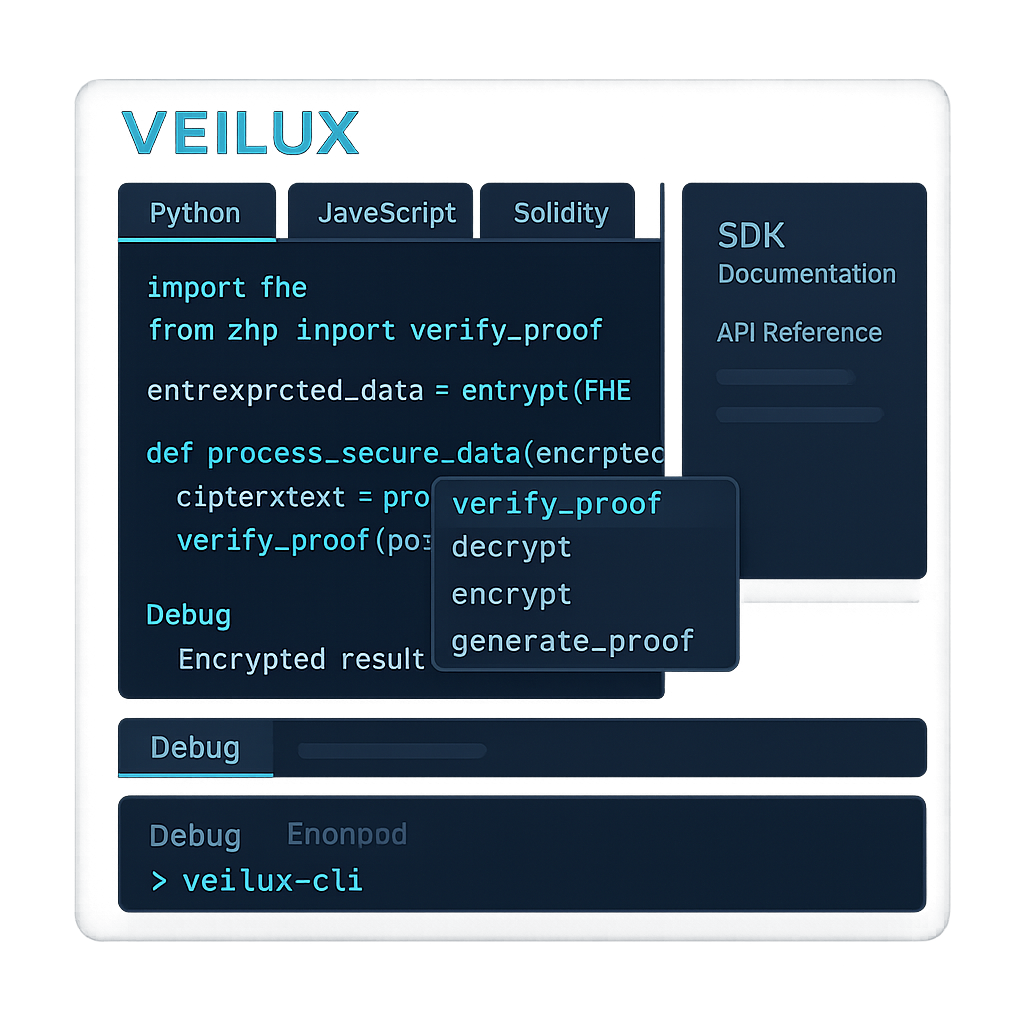 VEILUX
Python JaveScript Solidity
import fhe
from zhp inport verify_proof
entrexprcted_data = entrypt(FHE
def process_secure_data(encrptec
cipterxtext = pro
verify_proof(po
Debug
Encrypted result
verify_proof
decrypt
encrypt
generate_proof
SDK
Documentation
API Reference
Debug
Debug Enonpod
> veilux-cli